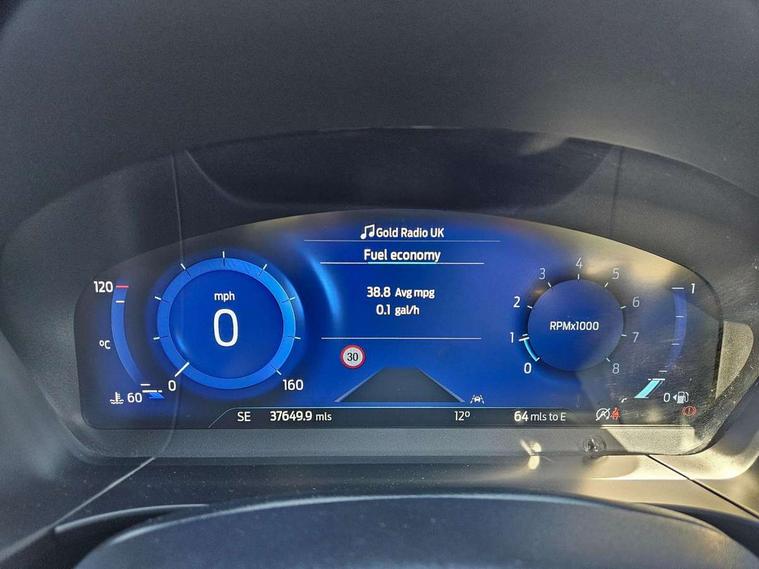 Gold Radio UK
Fuel economy
38.8 Avg mpg
0.1 gal/h
120
°C
60
mph
0
0
160
30
0
1
2
3
4
5
6
7
8
RPMx1000
1
0
SE
37649.9 mls
12°
64 mls to E